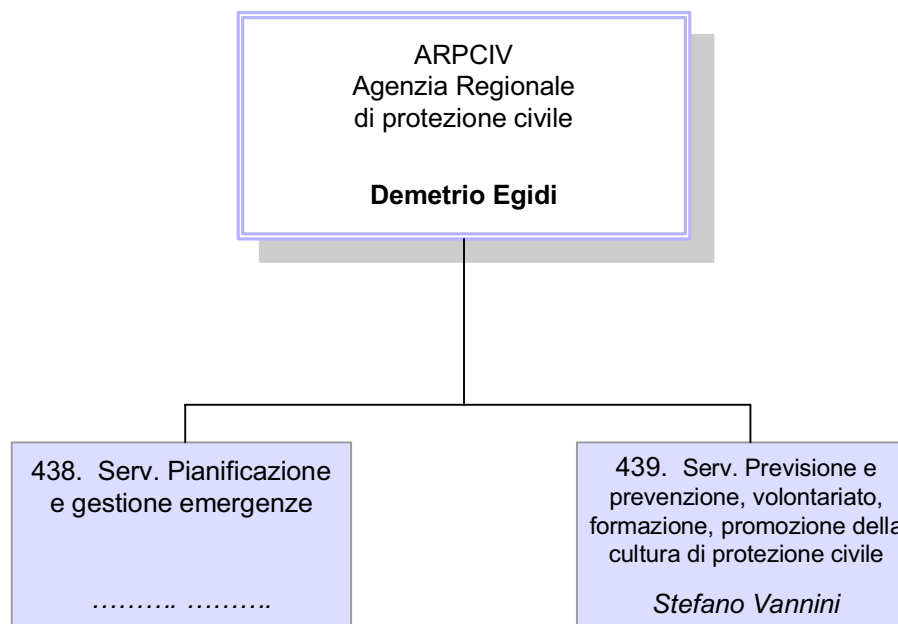 ARPCIV
Agenzia Regionale
di protezione civile
Demetrio Egidi
438. Serv. Pianificazione
e gestione emergenze
………. ……….
439. Serv. Previsione e
prevenzione, volontariato,
formazione, promozione della
cultura di protezione civile
Stefano Vannini